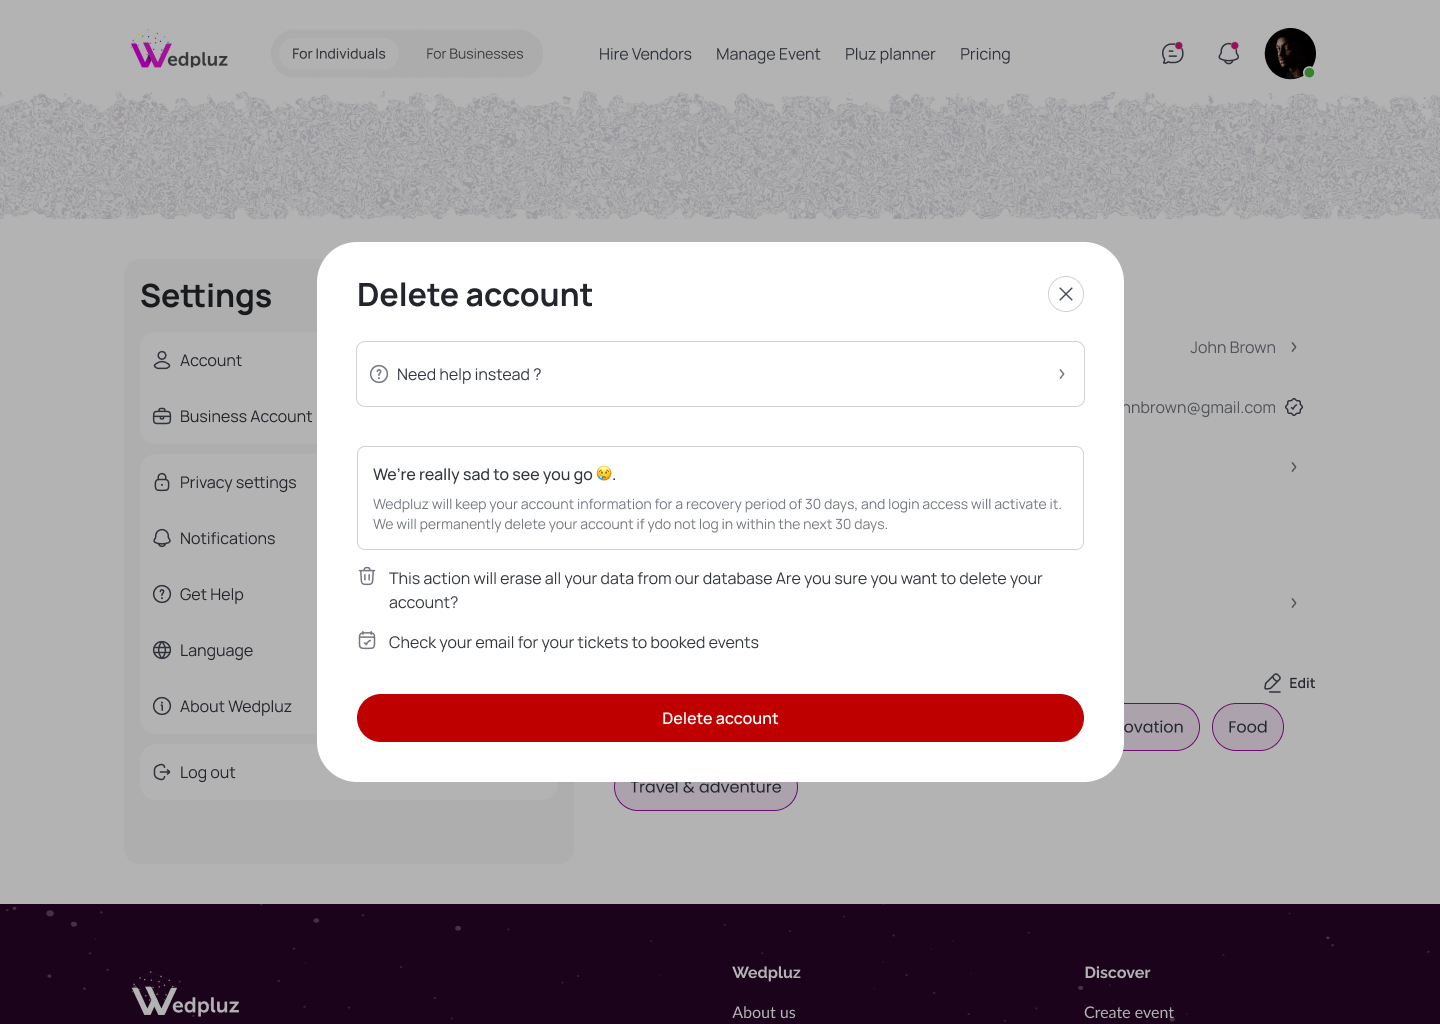 Wedpluz
For Individuals
For Businesses
Hire Vendors
Manage Event
Pluz planner
Pricing
Settings
Account
Business Account
Privacy settings
Notifications
Get Help
Language
About Wedpluz
Log out
Delete account
Need help instead ?
We're really sad to see you go 😢.
Wedpluz will keep your account information for a recovery period of 30 days, and login access will activate it.
We will permanently delete your account if ydo not log in within the next 30 days.
This action will erase all your data from our database Are you sure you want to delete your
account?
Check your email for your tickets to booked events
Delete account
John Brown
hnbrown@gmail.com
Edit
ovation
Food
Travel & adventure
Wedpluz
Wedpluz
About us
Discover
Create event